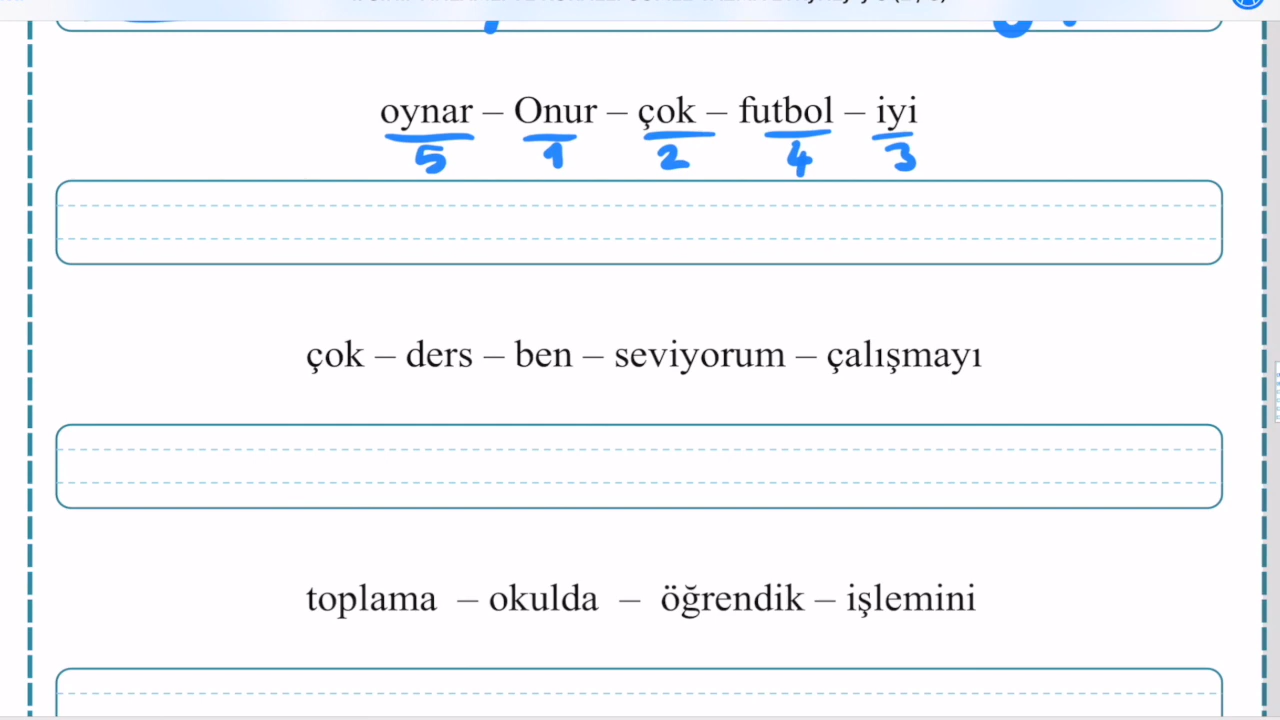 oynar – Onur – çok – futbol – iyi
5 1 2 4 3
çok – ders – ben – seviyorum – çalışmayı
toplama – okulda – öğrendik – işlemini